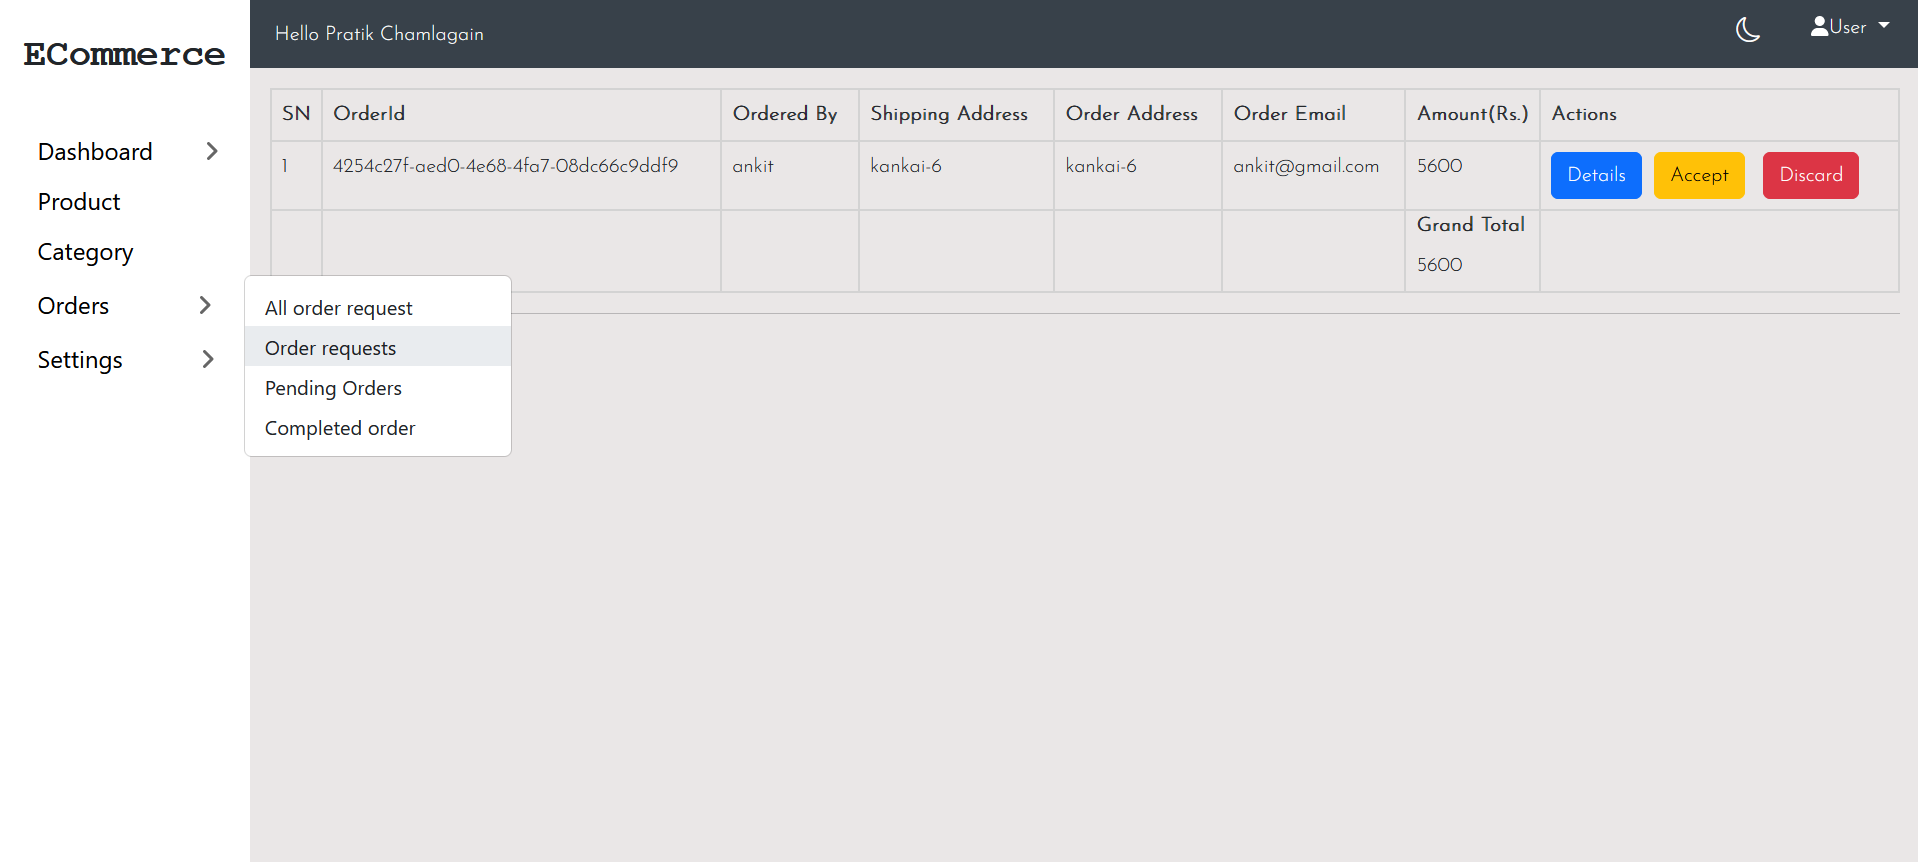 ECommerce
Hello Pratik Chamlagain
User
Dashboard
Product
Category
Orders
Settings
All order request
Order requests
Pending Orders
Completed order
SN OrderId Ordered By Shipping Address Order Address Order Email Amount(Rs.) Actions
1 4254c27f-aed0-4e68-4fa7-08dc66c9ddf9 ankit kankai-6 kankai-6 ankit@gmail.com 5600 Details Accept Discard
Grand Total
5600